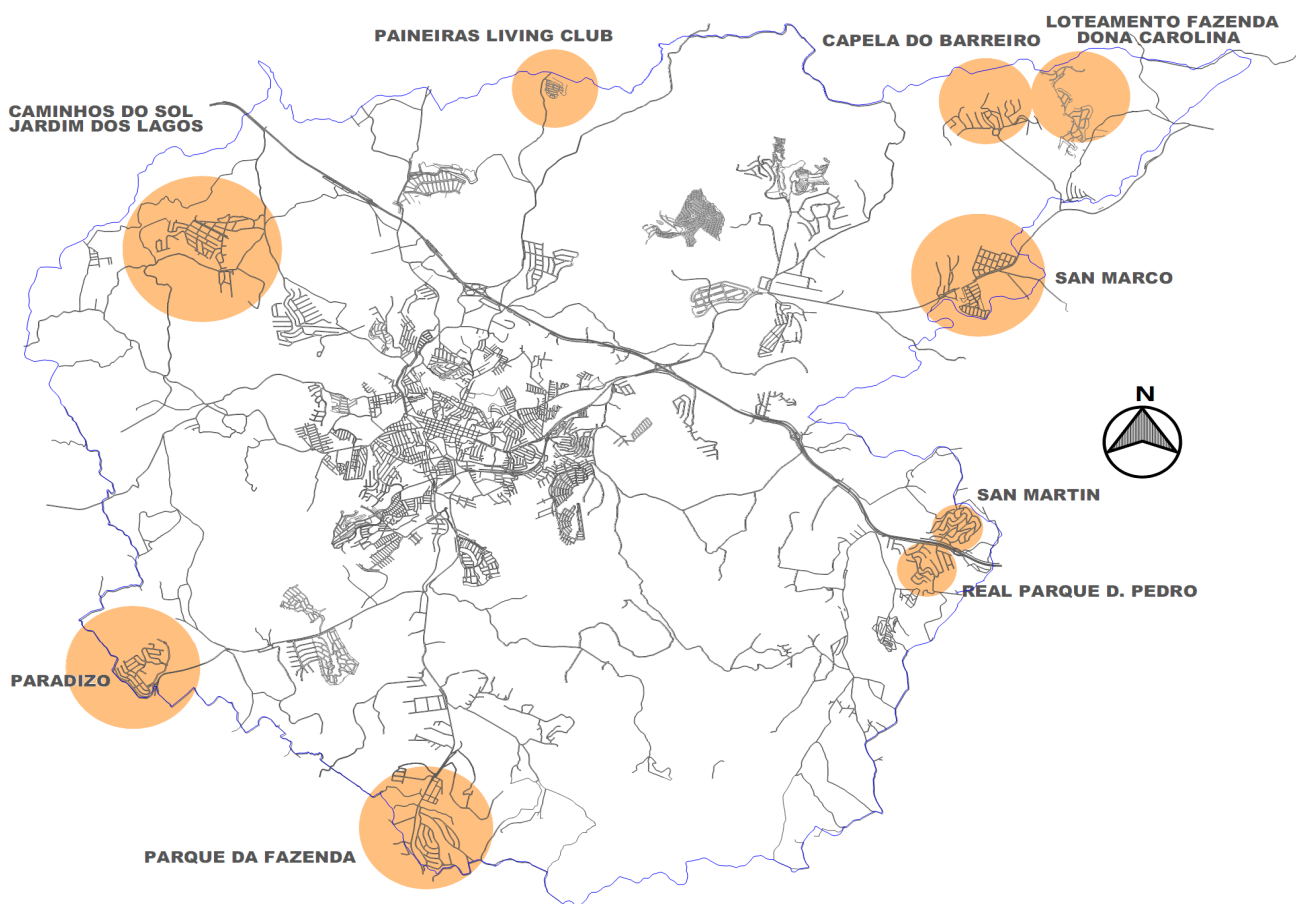 PAINEIRAS LIVING CLUB
CAPELA DO BARREIRO
LOTEAMENTO FAZENDA
DONA CAROLINA
CAMINHOS DO SOL
JARDIM DOS LAGOS
SAN MARCO
N
SAN MARTIN
REAL PARQUE D. PEDRO
PARADIZO
PARQUE DA FAZENDA